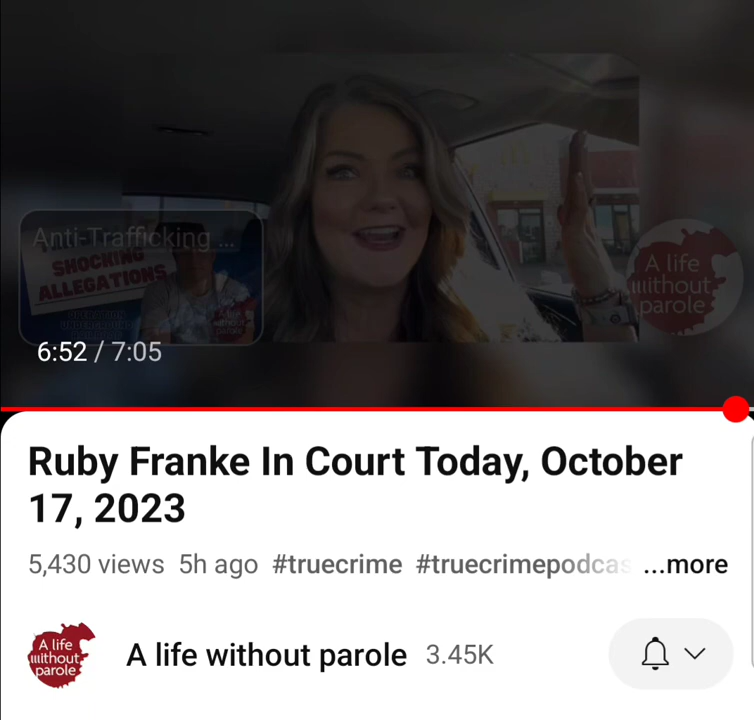 Anti-Trafficking ...
SHOCKING
ALLEGATIONS
A life
without
parole
6:52 / 7:05
Ruby Franke In Court Today, October
17, 2023
5,430 views 5h ago #truecrime #truecrimepodcas ...more
A life
without
parole
A life without parole 3.45K